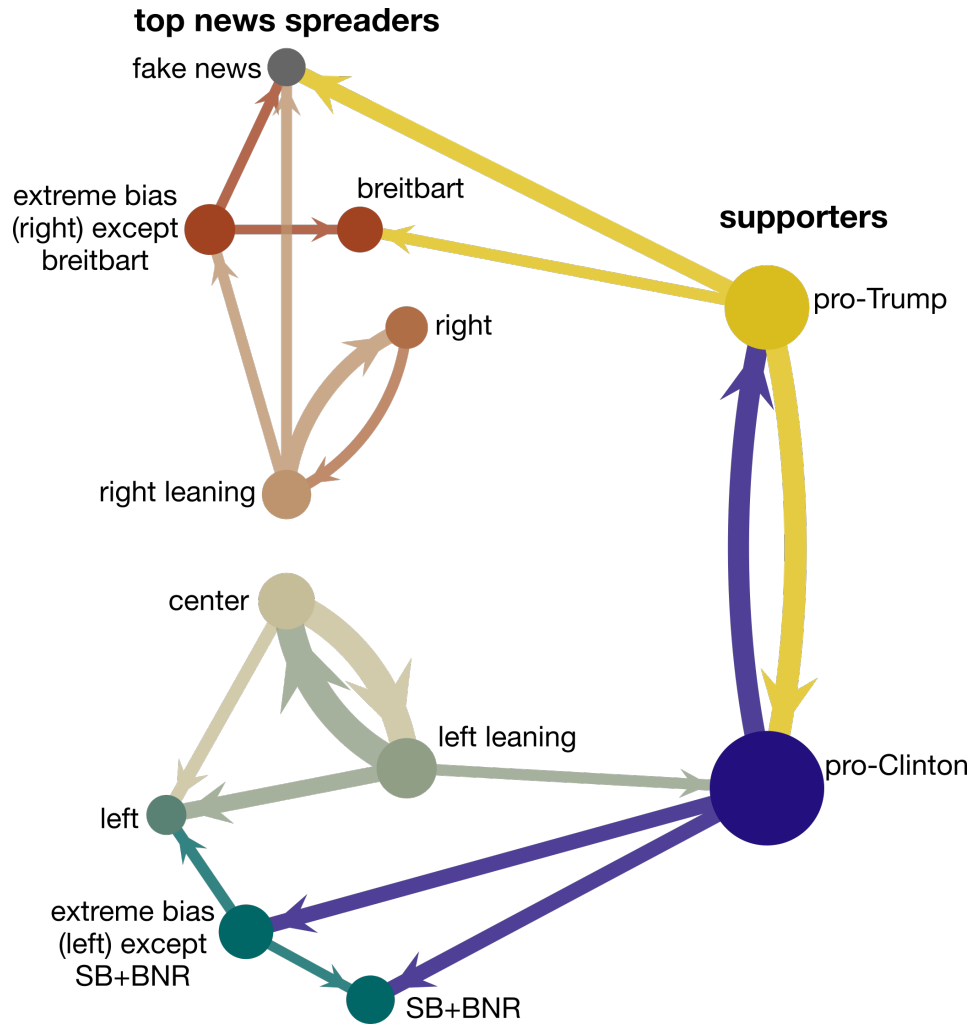 top news spreaders
fake news
extreme bias
(right) except
breitbart
breitbart
supporters
pro-Trump
right
right leaning
center
left leaning
pro-Clinton
left
extreme bias
(left) except
SB+BNR
SB+BNR